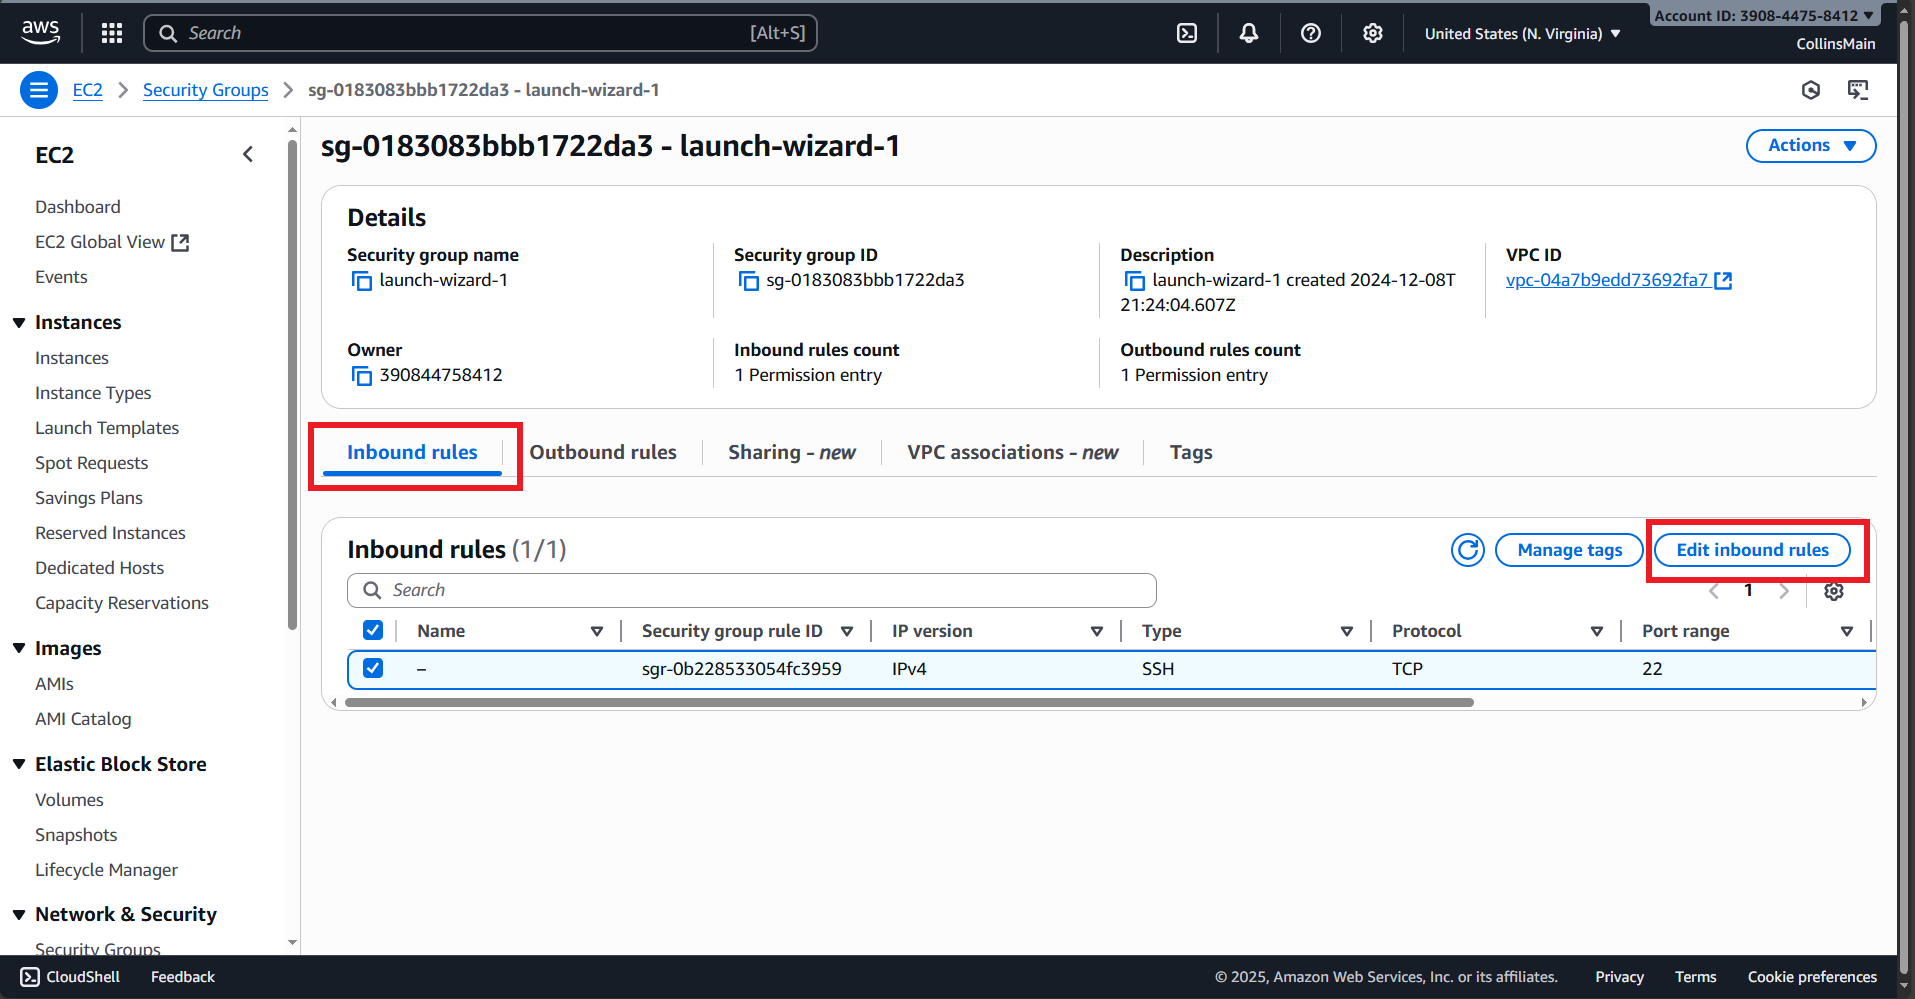 aws
Search [Alt+S]
United States (N. Virginia)
Account ID: 3908-4475-8412
CollinsMain
EC2 Security Groups sg-0183083bbb1722da3 - launch-wizard-1
EC2
Dashboard
EC2 Global View
Events
Instances
Instances
Instance Types
Launch Templates
Spot Requests
Savings Plans
Reserved Instances
Dedicated Hosts
Capacity Reservations
Images
AMIs
AMI Catalog
Elastic Block Store
Volumes
Snapshots
Lifecycle Manager
Network & Security
Security Groups
sg-0183083bbb1722da3 - launch-wizard-1
Actions
Details
Security group name
launch-wizard-1
Security group ID
sg-0183083bbb1722da3
Description
launch-wizard-1 created 2024-12-08T
21:24:04.607Z
VPC ID
vpc-04a7b9edd73692fa7
Owner
390844758412
Inbound rules count
1 Permission entry
Outbound rules count
1 Permission entry
Inbound rules Outbound rules Sharing - new VPC associations - new Tags
Inbound rules (1/1)
Manage tags Edit inbound rules
Search
1
Name Security group rule ID IP version Type Protocol Port range
– sgr-0b228533054fc3959 IPv4 SSH TCP 22
CloudShell Feedback
© 2025, Amazon Web Services, Inc. or its affiliates. Privacy Terms Cookie preferences